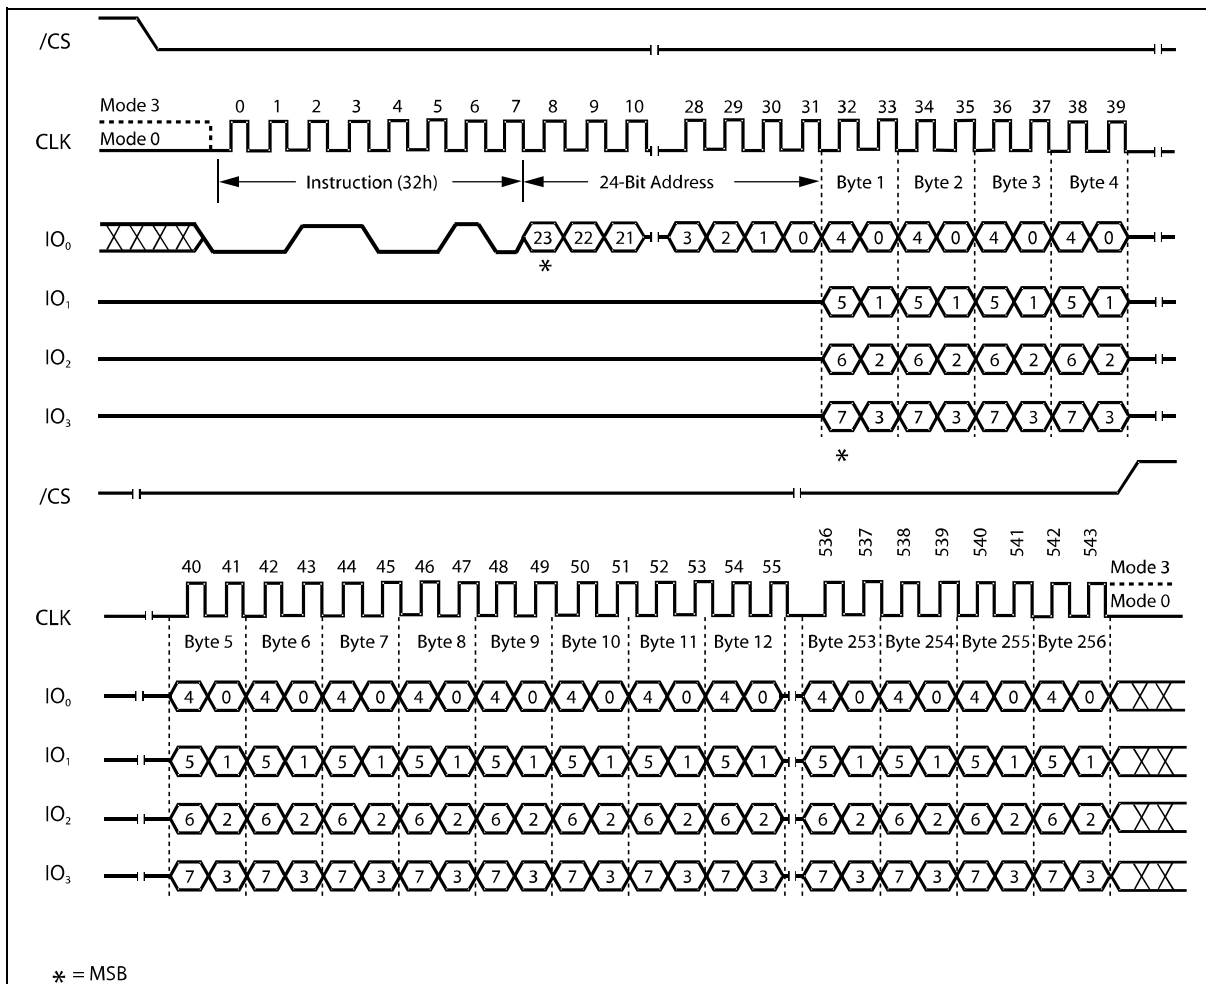 /CS
Mode 3
0 1 2 3 4 5 6 7 8 9 10 28 29 30 31 32 33 34 35 36 37 38 39
CLK
Mode 0
Instruction (32h) 24-Bit Address Byte 1 Byte 2 Byte 3 Byte 4
IO0 23 22 21 3 2 1 0 4 0 4 0 4 0 4 0
*
IO1 5 1 5 1 5 1 5 1
IO2 6 2 6 2 6 2 6 2
IO3 7 3 7 3 7 3 7 3
*
/CS
536 537 538 539 540 541 542 543
40 41 42 43 44 45 46 47 48 49 50 51 52 53 54 55 Mode 3
CLK Mode 0
Byte 5 Byte 6 Byte 7 Byte 8 Byte 9 Byte 10 Byte 11 Byte 12 Byte 253 Byte 254 Byte 255 Byte 256
IO0 4 0 4 0 4 0 4 0 4 0 4 0 4 0 4 0 4 0 4 0 4 0 4 0
IO1 5 1 5 1 5 1 5 1 5 1 5 1 5 1 5 1 5 1 5 1 5 1 5 1
IO2 6 2 6 2 6 2 6 2 6 2 6 2 6 2 6 2 6 2 6 2 6 2 6 2
IO3 7 3 7 3 7 3 7 3 7 3 7 3 7 3 7 3 7 3 7 3 7 3 7 3
* = MSB